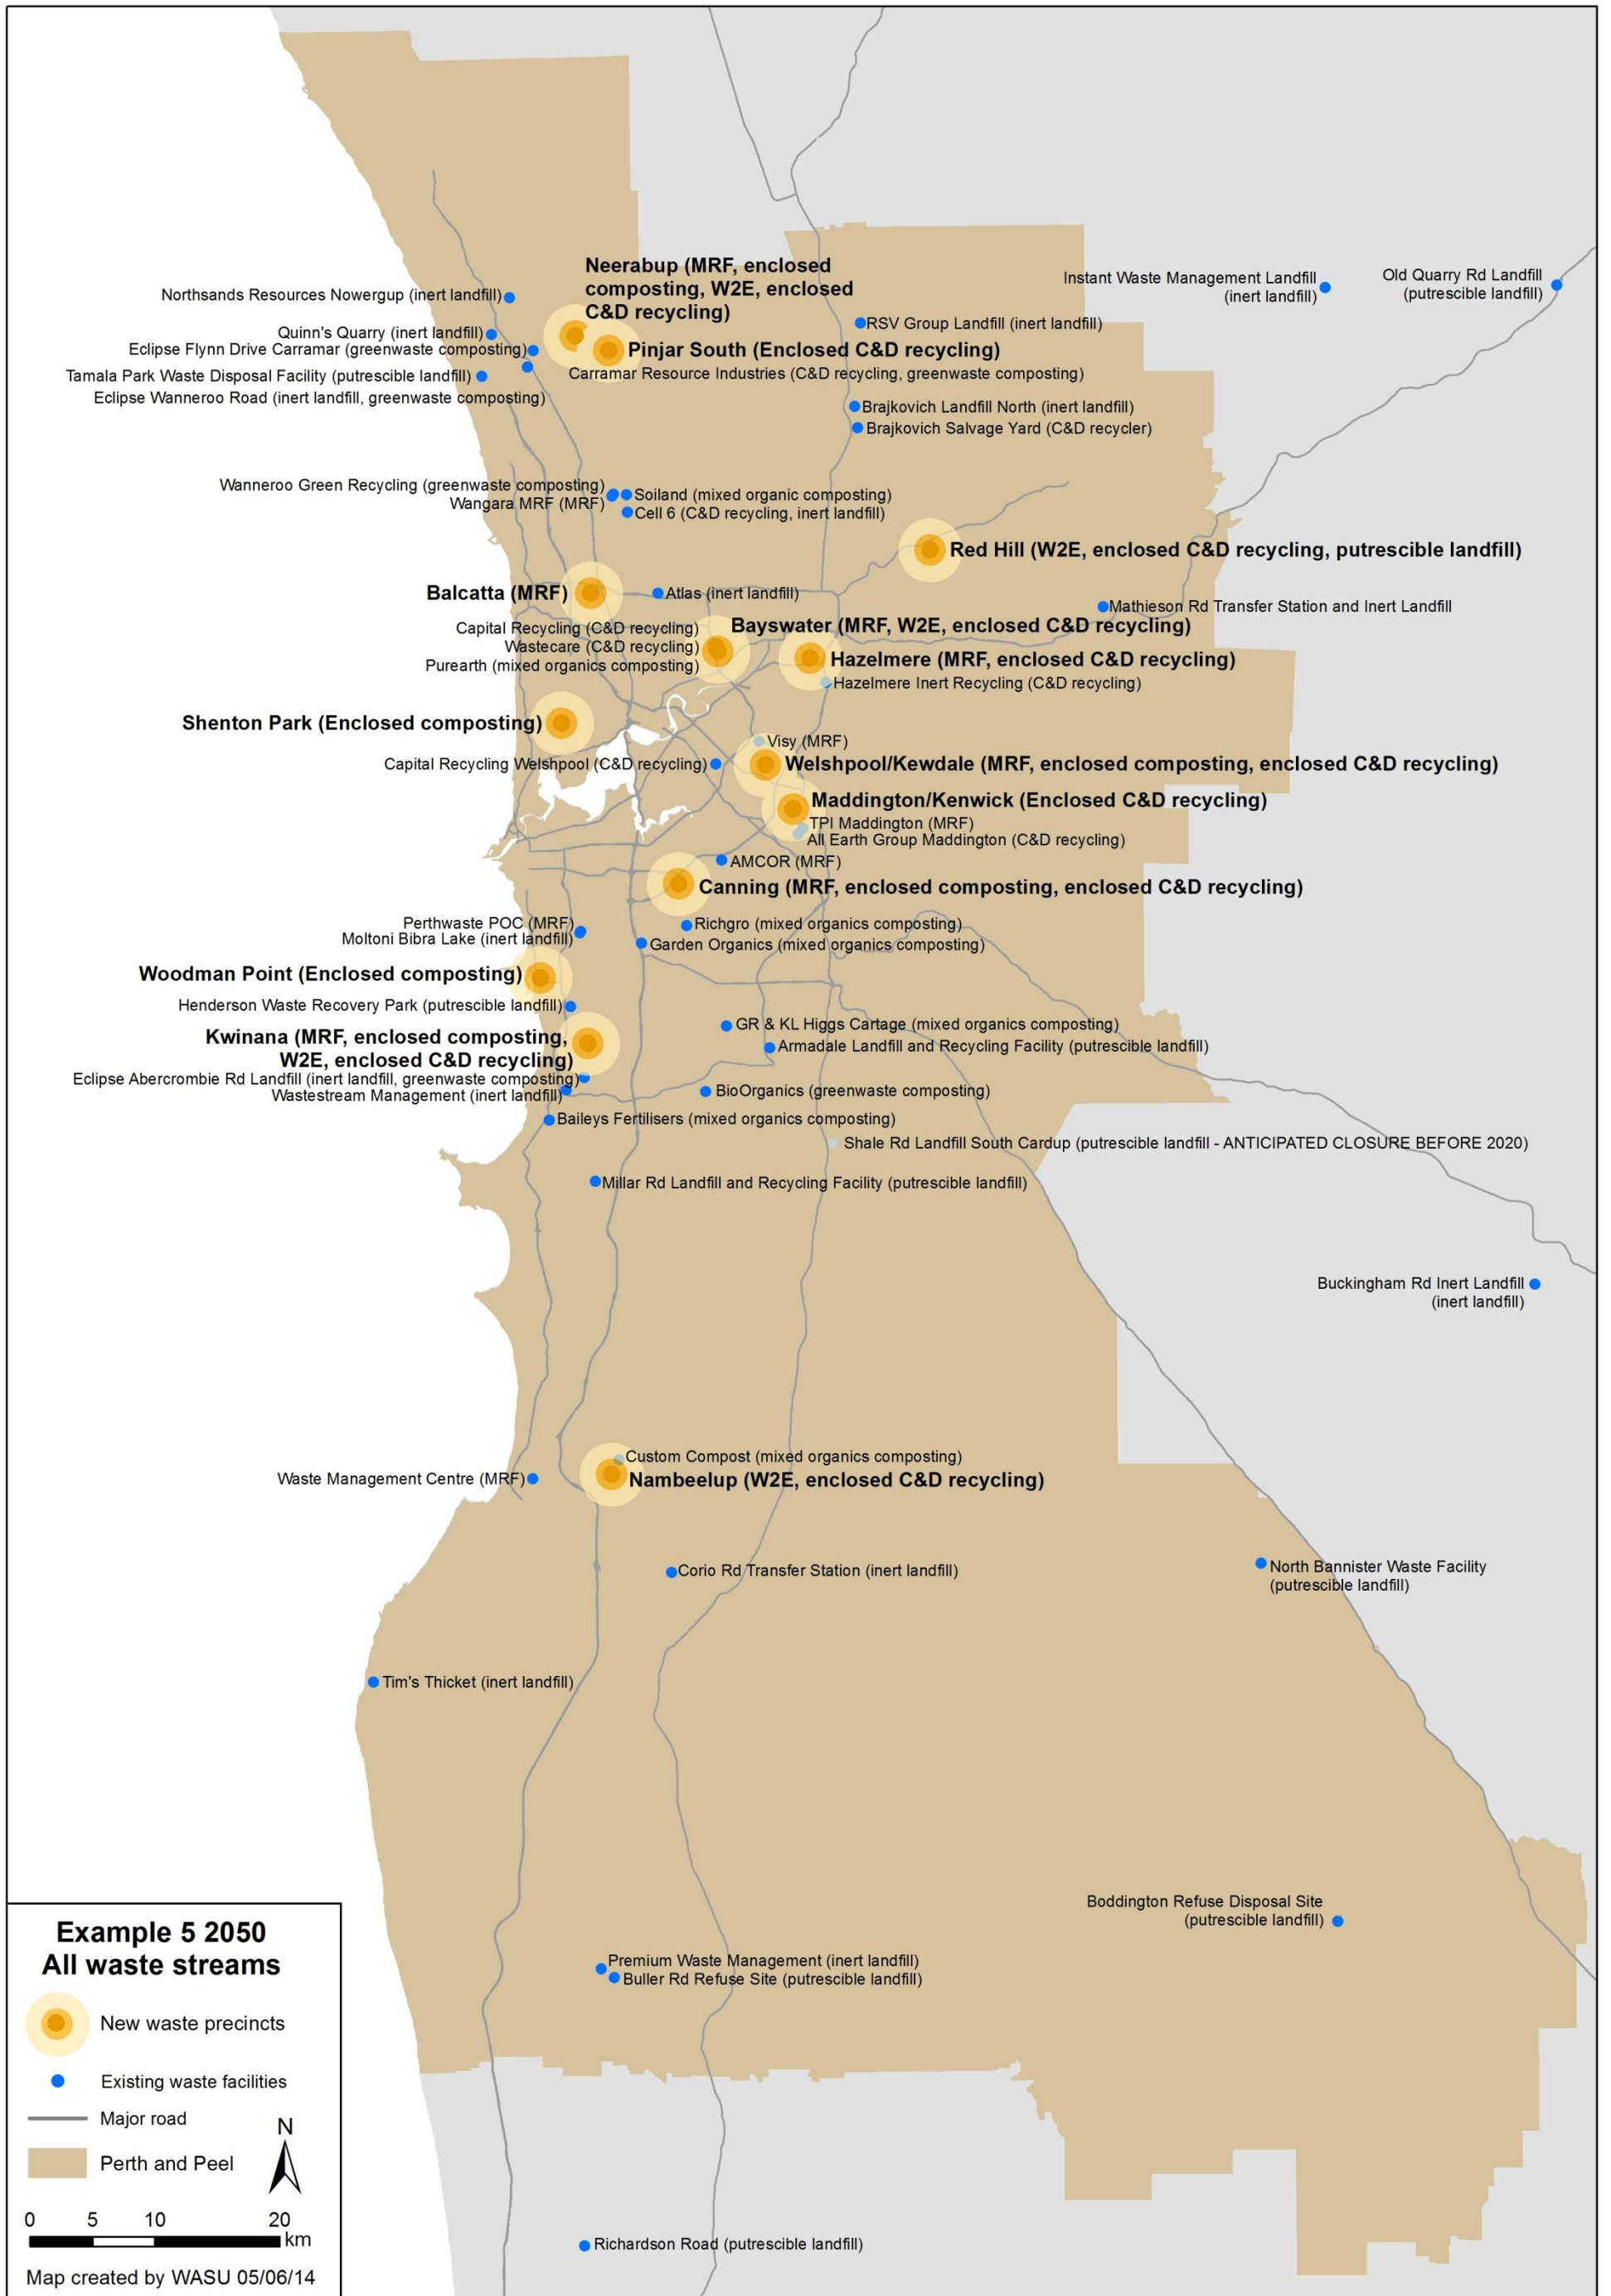 Neerabup (MRF, enclosed
composting, W2E, enclosed
C&D recycling)
Instant Waste Management Landfill
(inert landfill)
Old Quarry Rd Landfill
(putrescible landfill)
Northsands Resources Nowergup (inert landfill)
RSV Group Landfill (inert landfill)
Quinn's Quarry (inert landfill)
Eclipse Flynn Drive Carramar (greenwaste composting)
Pinjar South (Enclosed C&D recycling)
Tamala Park Waste Disposal Facility (putrescible landfill)
Carramar Resource Industries (C&D recycling, greenwaste composting)
Eclipse Wanneroo Road (inert landfill, greenwaste composting)
Brajkovich Landfill North (inert landfill)
Brajkovich Salvage Yard (C&D recycler)
Wanneroo Green Recycling (greenwaste composting)
Wangara MRF (MRF)
Soiland (mixed organic composting)
Cell 6 (C&D recycling, inert landfill)
Red Hill (W2E, enclosed C&D recycling, putrescible landfill)
Balcatta (MRF)
Atlas (inert landfill)
Mathieson Rd Transfer Station and Inert Landfill
Capital Recycling (C&D recycling)
Wastecare (C&D recycling)
Purearth (mixed organics composting)
Bayswater (MRF, W2E, enclosed C&D recycling)
Hazelmere (MRF, enclosed C&D recycling)
Hazelmere Inert Recycling (C&D recycling)
Shenton Park (Enclosed composting)
Visy (MRF)
Capital Recycling Welshpool (C&D recycling)
Welshpool/Kewdale (MRF, enclosed composting, enclosed C&D recycling)
Maddington/Kenwick (Enclosed C&D recycling)
TPI Maddington (MRF)
All Earth Group Maddington (C&D recycling)
AMCOR (MRF)
Canning (MRF, enclosed composting, enclosed C&D recycling)
Perthwaste POC (MRF)
Moltoni Bibra Lake (inert landfill)
Richgro (mixed organics composting)
Garden Organics (mixed organics composting)
Woodman Point (Enclosed composting)
Henderson Waste Recovery Park (putrescible landfill)
GR & KL Higgs Cartage (mixed organics composting)
Kwinana (MRF, enclosed composting,
W2E, enclosed C&D recycling)
Armadale Landfill and Recycling Facility (putrescible landfill)
Eclipse Abercrombie Rd Landfill (inert landfill, greenwaste composting)
Wastestream Management (inert landfill)
BioOrganics (greenwaste composting)
Baileys Fertilisers (mixed organics composting)
Shale Rd Landfill South Cardup (putrescible landfill - ANTICIPATED CLOSURE BEFORE 2020)
Millar Rd Landfill and Recycling Facility (putrescible landfill)
Buckingham Rd Inert Landfill
(inert landfill)
Custom Compost (mixed organics composting)
Waste Management Centre (MRF)
Nambeelup (W2E, enclosed C&D recycling)
Corio Rd Transfer Station (inert landfill)
North Bannister Waste Facility
(putrescible landfill)
Tim's Thicket (inert landfill)
Boddington Refuse Disposal Site
(putrescible landfill)
Premium Waste Management (inert landfill)
Buller Rd Refuse Site (putrescible landfill)
Richardson Road (putrescible landfill)
Example 5 2050
All waste streams
New waste precincts
Existing waste facilities
Major road
Perth and Peel
N
0 5 10 20
km
Map created by WASU 05/06/14